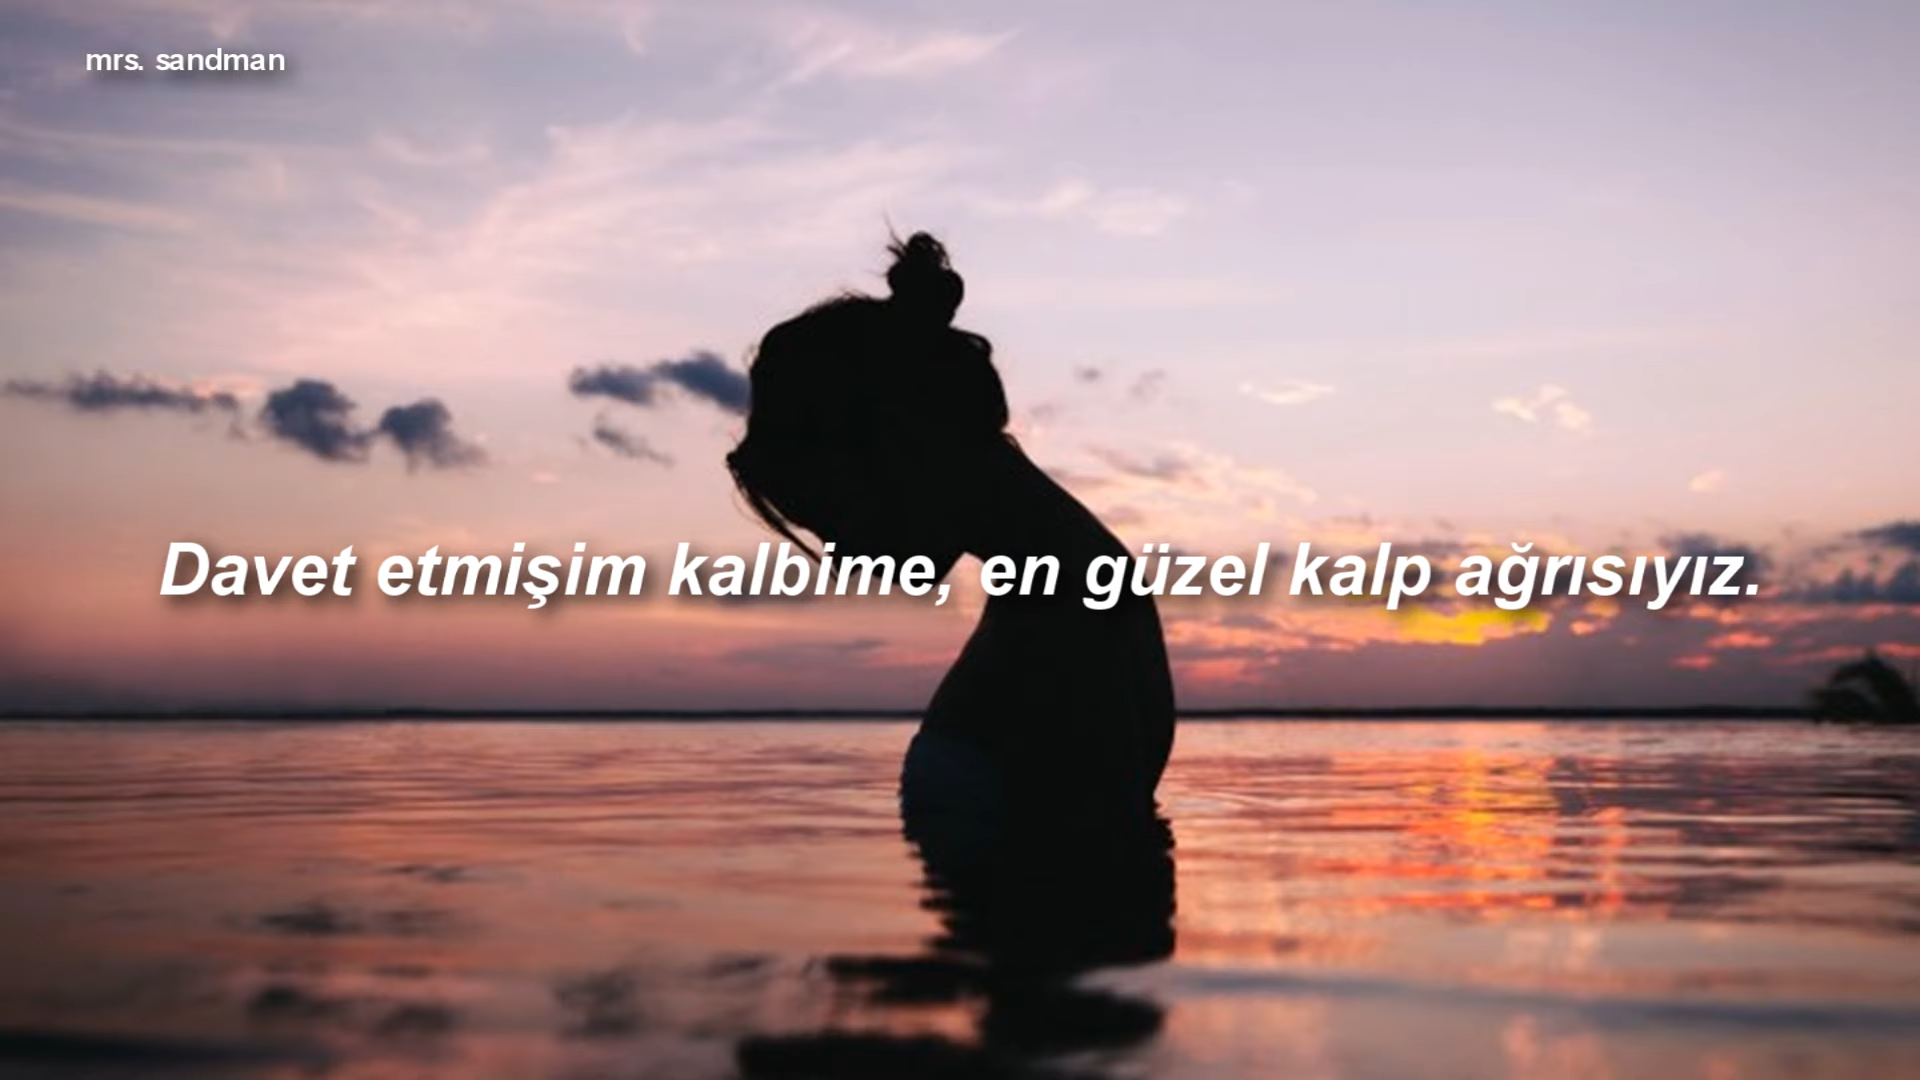 mrs. sandman
Davet etmişim kalbime, en güzel kalp ağrısıyız.